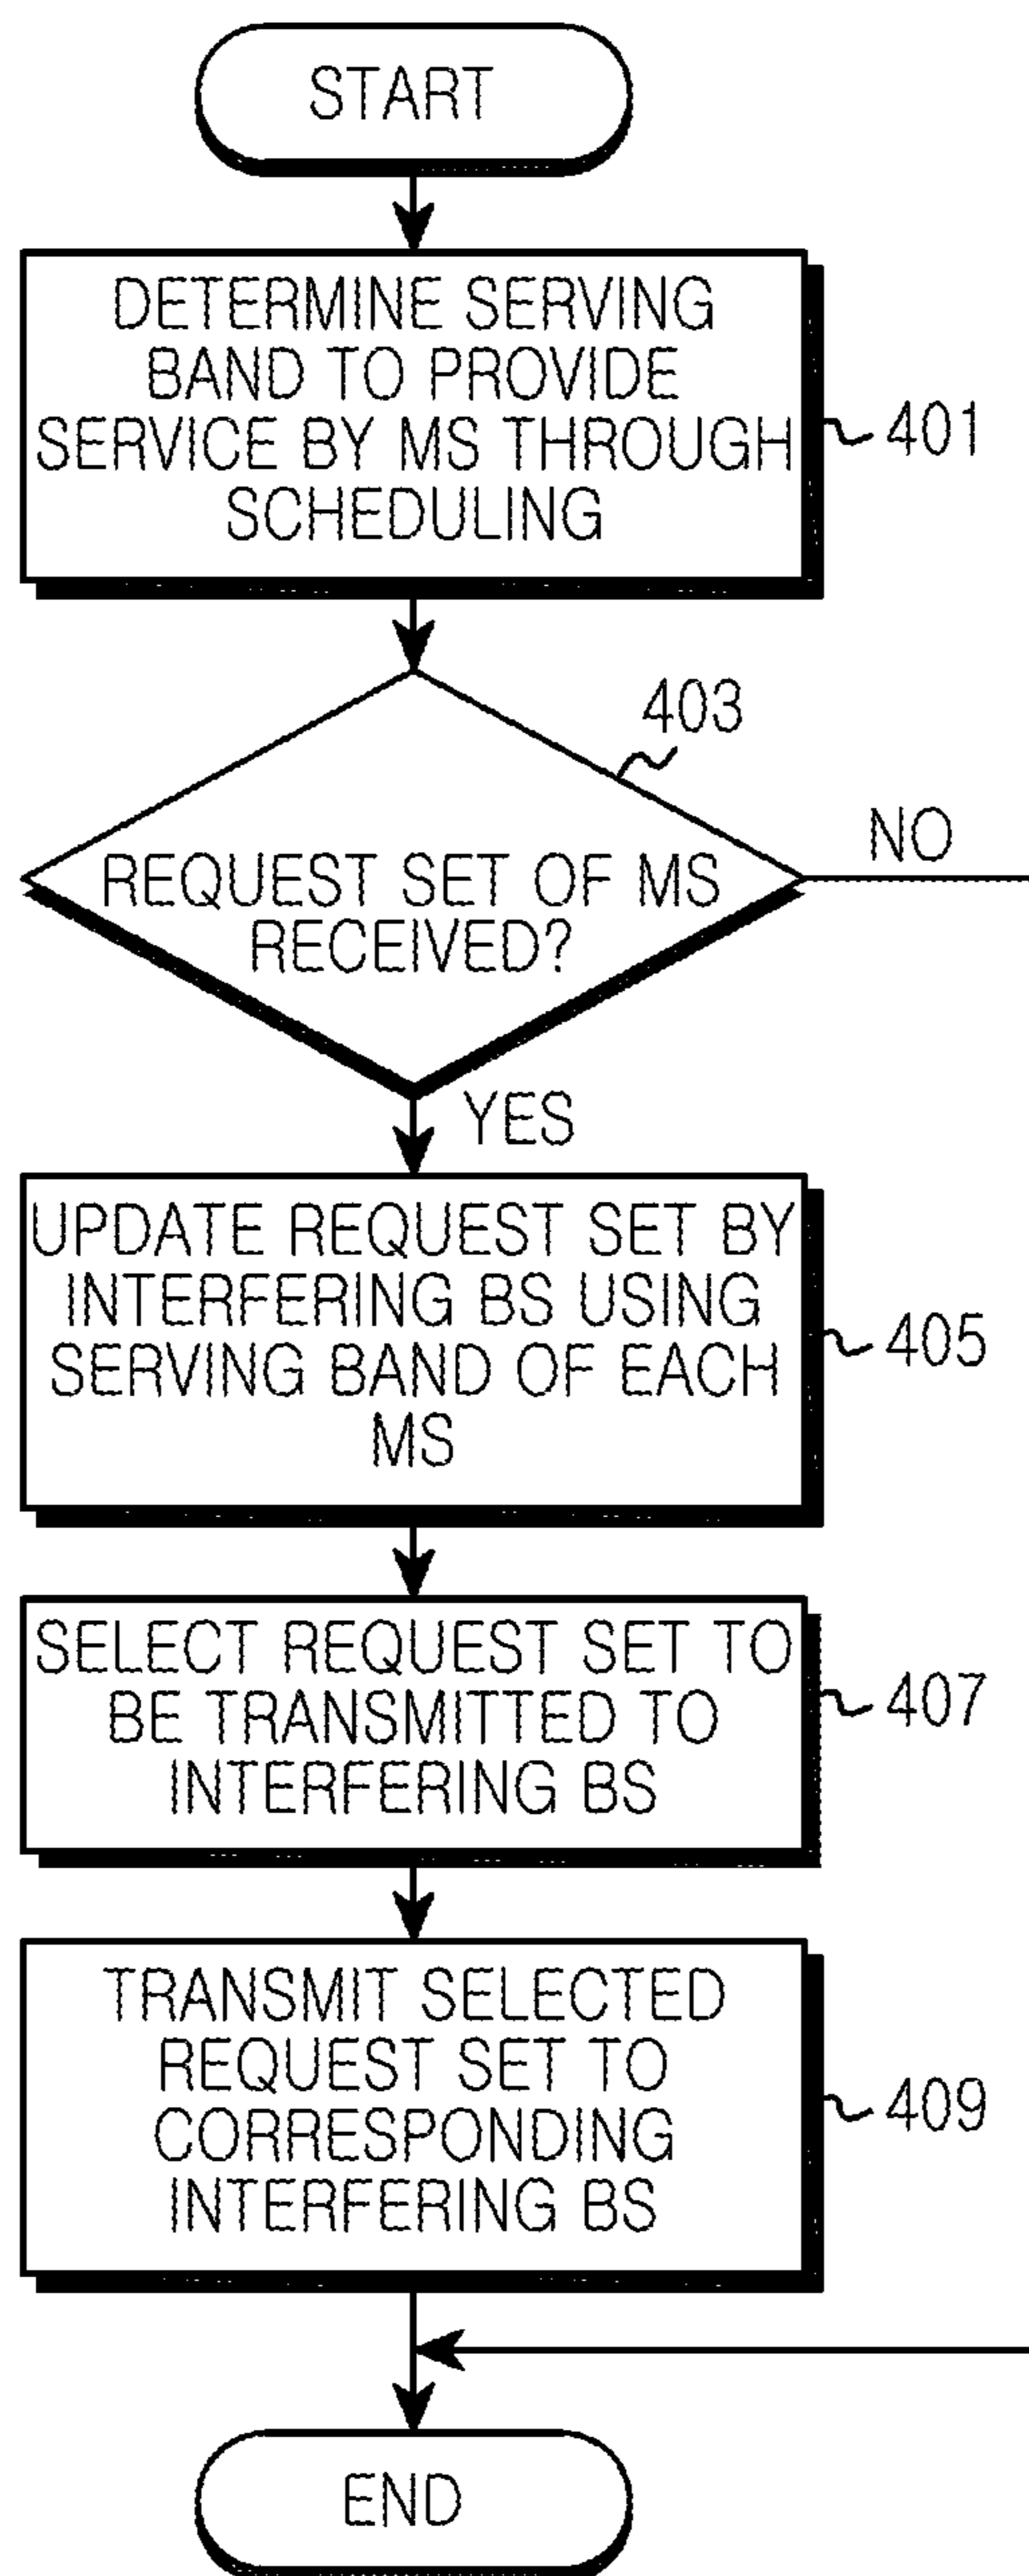 START
DETERMINE SERVING
BAND TO PROVIDE
SERVICE BY MS THROUGH
SCHEDULING
401
403
REQUEST SET OF MS
RECEIVED?
NO
YES
UPDATE REQUEST SET BY
INTERFERING BS USING
SERVING BAND OF EACH
MS
405
SELECT REQUEST SET TO
BE TRANSMITTED TO
INTERFERING BS
407
TRANSMIT SELECTED
REQUEST SET TO
CORRESPONDING
INTERFERING BS
409
END